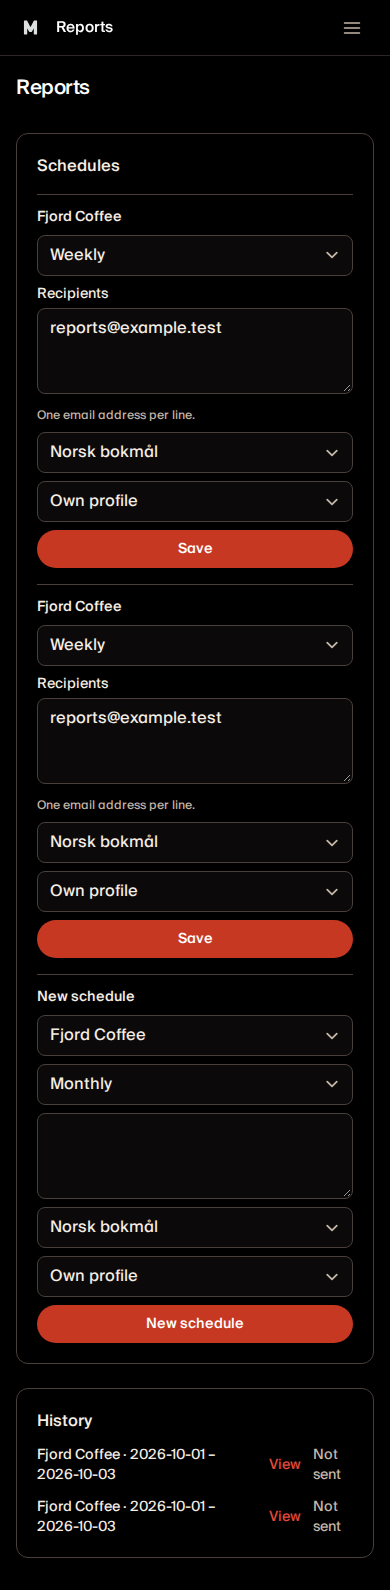 M Reports
Reports
Schedules
Fjord Coffee
Weekly
Recipients
reports@example.test
One email address per line.
Norsk bokmål
Own profile
Save
Fjord Coffee
Weekly
Recipients
reports@example.test
One email address per line.
Norsk bokmål
Own profile
Save
New schedule
Fjord Coffee
Monthly
Norsk bokmål
Own profile
New schedule
History
Fjord Coffee · 2026-10-01 –
2026-10-03
View
Not
sent
Fjord Coffee · 2026-10-01 –
2026-10-03
View
Not
sent